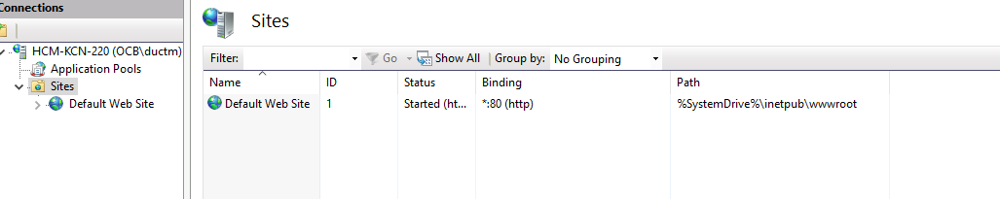 Connections
HCM-KCN-220 (OCB\ductm)
Application Pools
Sites
Default Web Site
Sites
Filter: Go Show All Group by: No Grouping
Name ID Status Binding Path
Default Web Site 1 Started (ht... *:80 (http) %SystemDrive%\inetpub\wwwroot